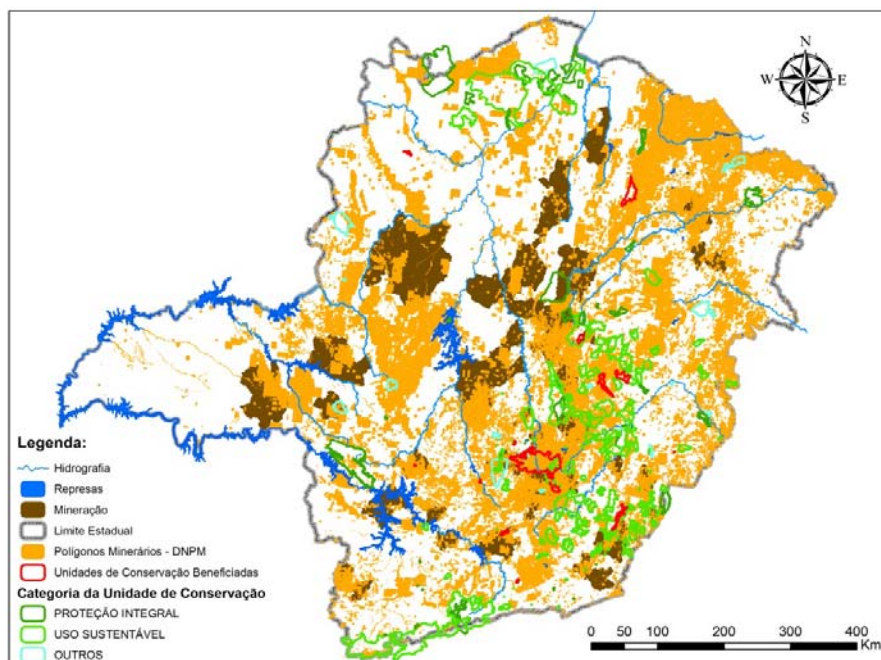 N
W E
S
Legenda:
Hidrografia
Represas
Mineração
Limite Estadual
Polígonos Minerários - DNPM
Unidades de Conservação Beneficiadas
Categoria da Unidade de Conservação
PROTEÇÃO INTEGRAL
USO SUSTENTÁVEL
OUTROS
0 50 100 200 300 400
Km